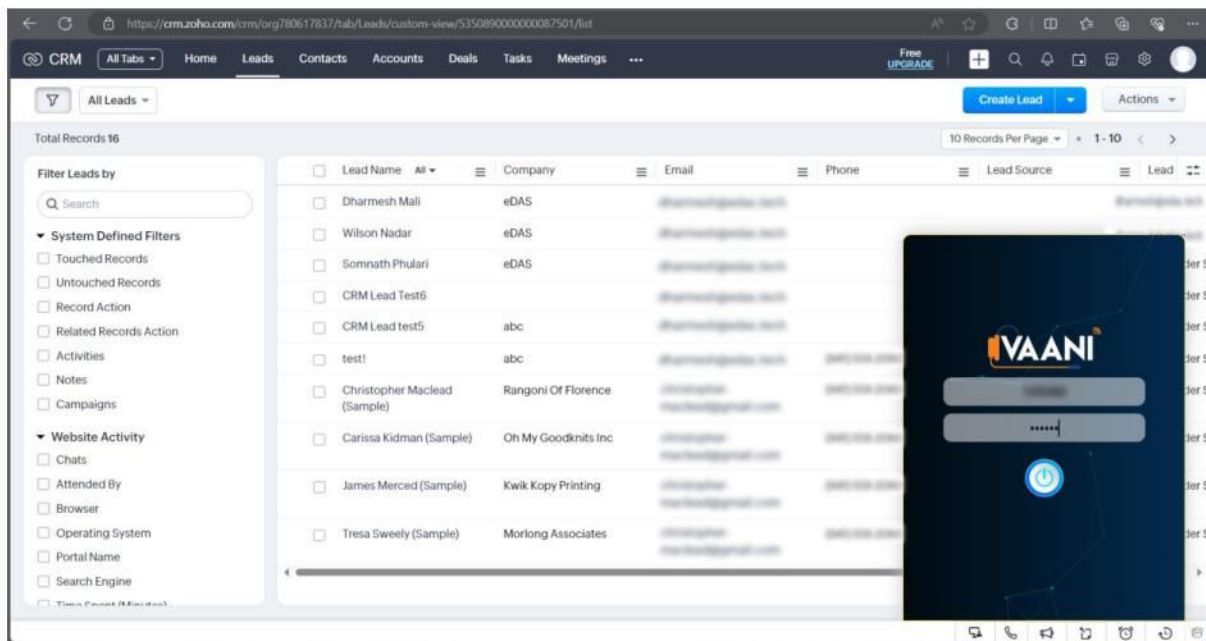 https://crm.zoho.com/crm/org780617837/tab/Leads/custom-view/5350890000000087501/list
CRM All Tabs Home Leads Contacts Accounts Deals Tasks Meetings ... Free UPGRADE
All Leads Create Lead Actions
Total Records 16 10 Records Per Page 1 - 10
Filter Leads by Lead Name All Company Email Phone Lead Source Lead
Search
Dharmesh Mali eDAS
System Defined Filters
Wilson Nadar eDAS
Touched Records
Somnath Phulari eDAS
Untouched Records
CRM Lead Test6
Record Action
CRM Lead test5 abc
Related Records Action
Activities
test! abc
Notes
Christopher Maclead (Sample) Rangoni Of Florence
Campaigns
Website Activity
Carissa Kidman (Sample) Oh My Goodknits Inc
Chats
Attended By
James Merced (Sample) Kwik Kopy Printing
Browser
Operating System
Tresa Sweely (Sample) Morlong Associates
Portal Name
Search Engine
Time Spent (Minutes)
VAANI